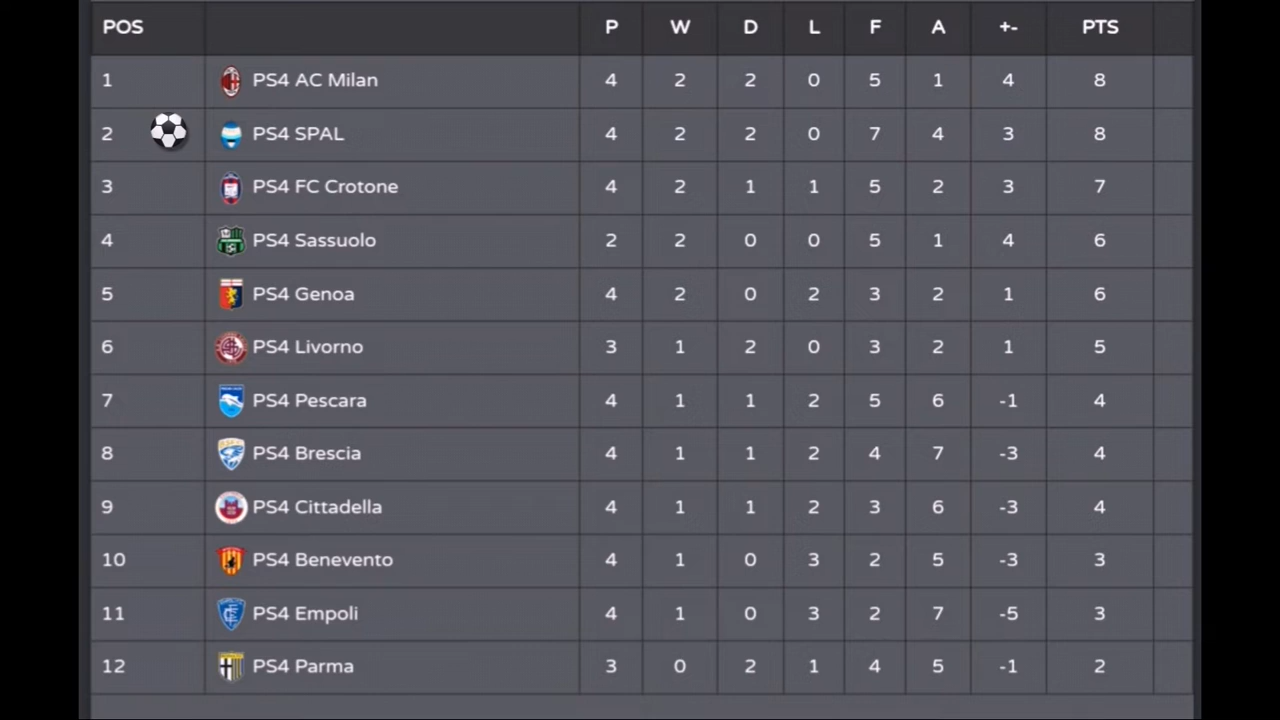 POS P W D L F A +- PTS
1 PS4 AC Milan 4 2 2 0 5 1 4 8
2 PS4 SPAL 4 2 2 0 7 4 3 8
3 PS4 FC Crotone 4 2 1 1 5 2 3 7
4 PS4 Sassuolo 2 2 0 0 5 1 4 6
5 PS4 Genoa 4 2 0 2 3 2 1 6
6 PS4 Livorno 3 1 2 0 3 2 1 5
7 PS4 Pescara 4 1 1 2 5 6 -1 4
8 PS4 Brescia 4 1 1 2 4 7 -3 4
9 PS4 Cittadella 4 1 1 2 3 6 -3 4
10 PS4 Benevento 4 1 0 3 2 5 -3 3
11 PS4 Empoli 4 1 0 3 2 7 -5 3
12 PS4 Parma 3 0 2 1 4 5 -1 2